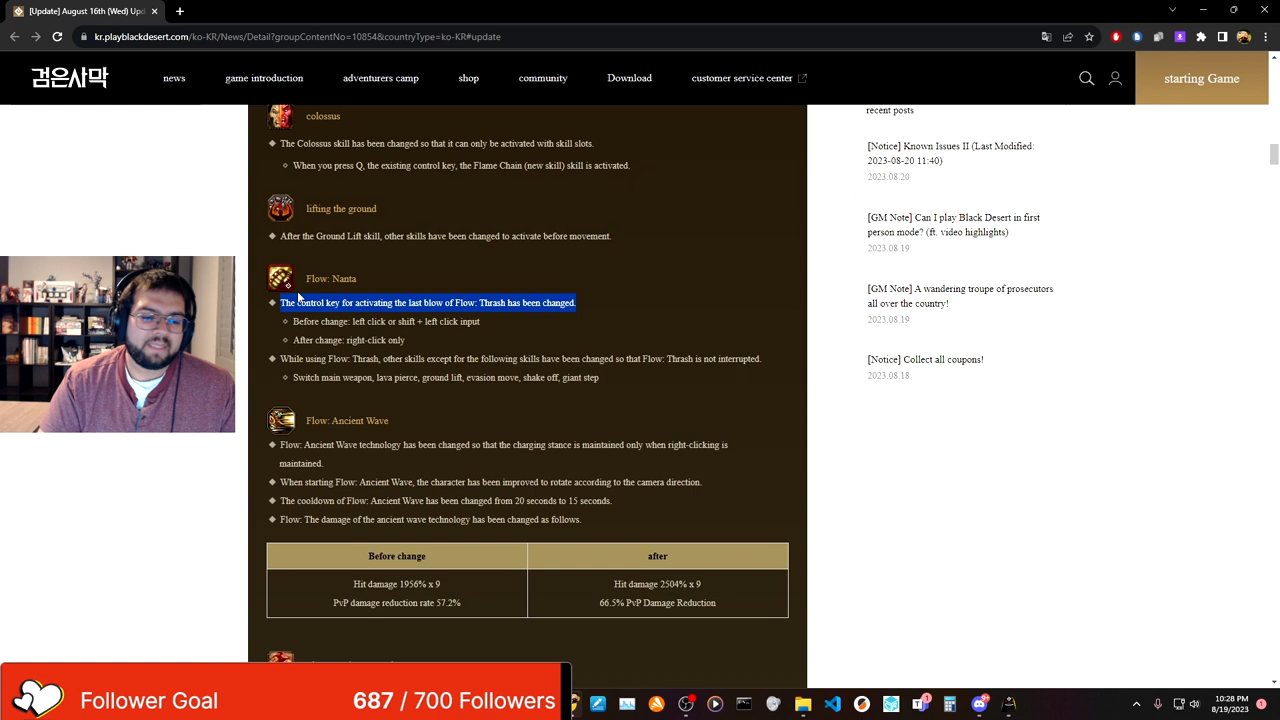 [Update] August 16th (Wed
kr.playblackdesert.com/ko-KR/News/Detail?groupContentNo=10854&countryType=ko-KR#update
검은사막
news
game introduction
adventurers camp
shop
community
Download
customer service center
starting Game
colossus
The Colossus skill has been changed so that it can only be activated with skill slots.
When you press Q, the existing control key, the Flame Chain (new skill) skill is activated.
lifting the ground
After the Ground Lift skill, other skills have been changed to activate before movement.
Flow: Nanta
The control key for activating the last blow of Flow: Thrash has been changed.
Before change: left click or shift + left click input
After change: right-click only
While using Flow: Thrash, other skills except for the following skills have been changed so that Flow: Thrash is not interrupted.
Switch main weapon, lava pierce, ground lift, evasion move, shake off, giant step
Flow: Ancient Wave
Flow: Ancient Wave technology has been changed so that the charging stance is maintained only when right-clicking is
maintained.
When starting Flow: Ancient Wave, the character has been improved to rotate according to the camera direction.
The cooldown of Flow: Ancient Wave has been changed from 20 seconds to 15 seconds.
Flow: The damage of the ancient wave technology has been changed as follows.
Before change
after
Hit damage 1956% x 9
Hit damage 2504% x 9
PvP damage reduction rate 57.2%
66.5% PvP Damage Reduction
recent posts
[Notice] Known Issues II (Last Modified:
2023-08-20 11:40)
2023.08.20
[GM Note] Can I play Black Desert in first
person mode? (ft. video highlights)
2023.08.19
[GM Note] A wandering troupe of prosecutors
all over the country!
2023.08.19
[Notice] Collect all coupons!
2023.08.18
Follower Goal
687 / 700 Followers
10:28 PM
8/19/2023